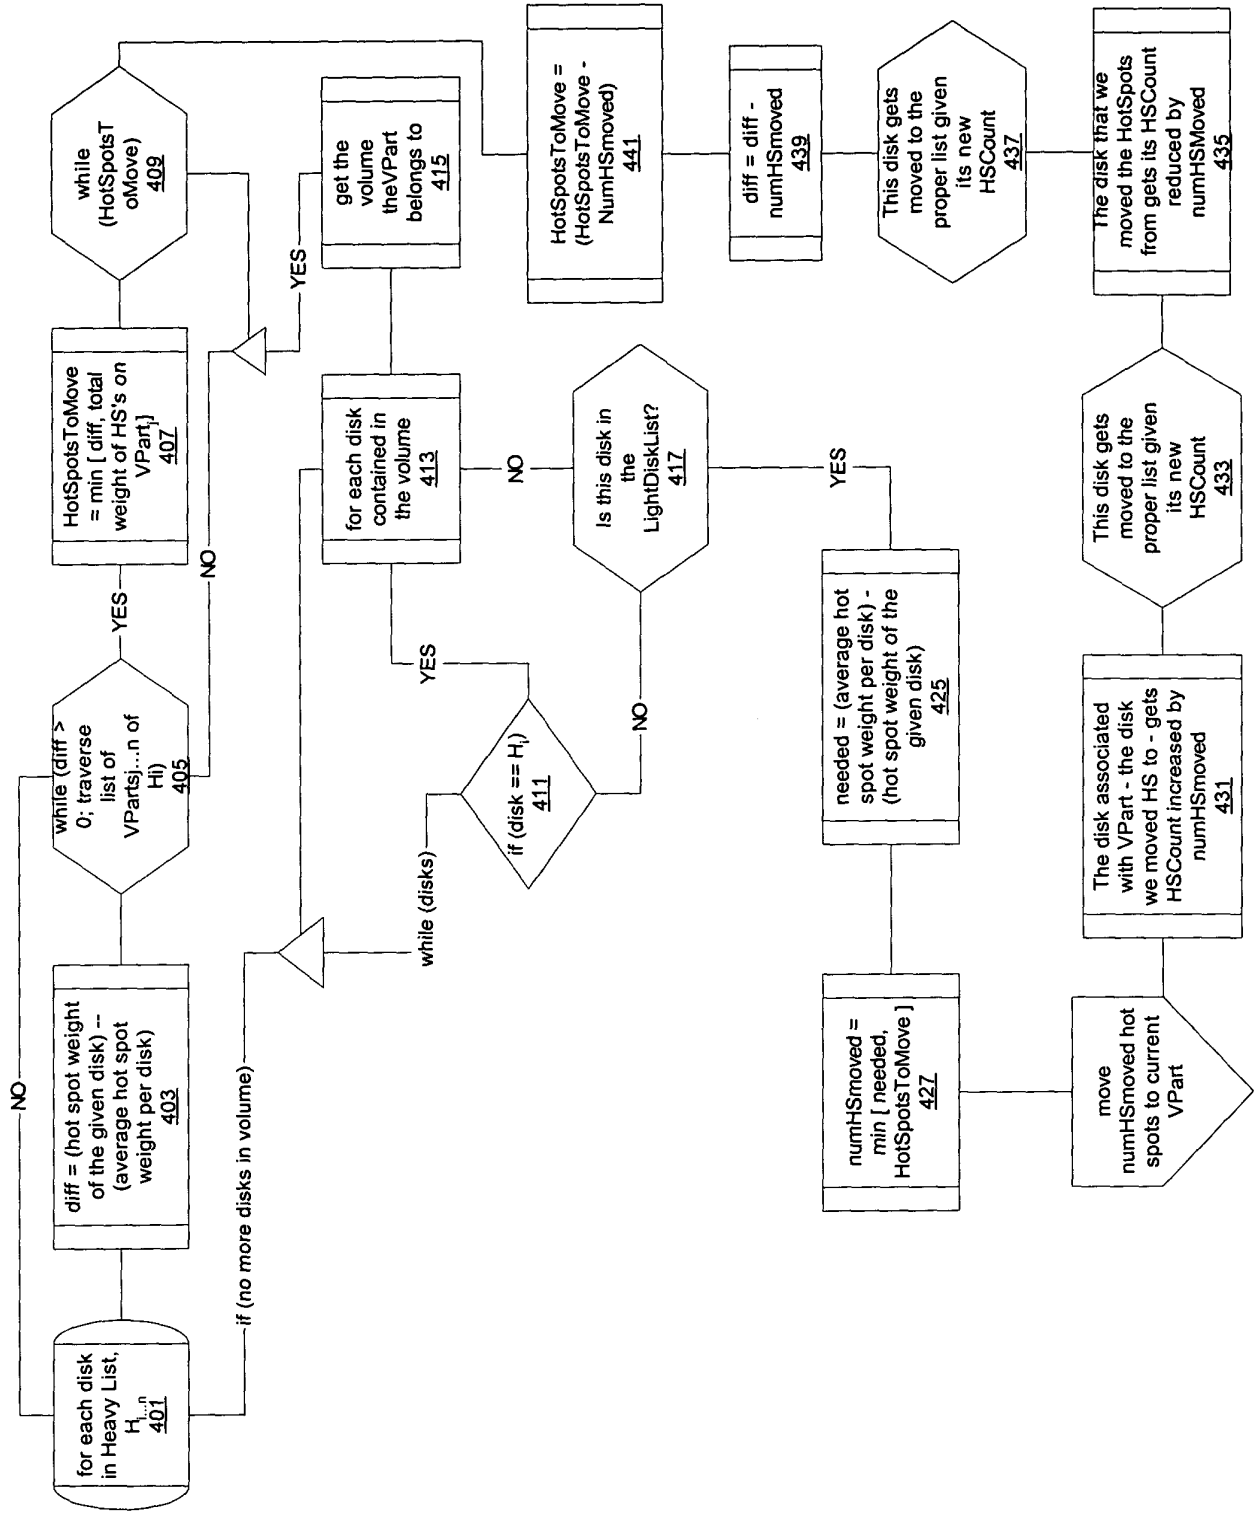 for each disk
in Heavy List,
Hi...n
401
NO
diff = (hot spot weight
of the given disk) --
(average hot spot
weight per disk)
403
while (diff >
0; traverse
list of
VPartsj...n of
Hi)
405
YES
HotSpotsToMove
= min [ diff, total
weight of HS's on
VPartj]
407
while
(HotSpotsT
oMove)
409
NO
YES
if (no more disks in volume)
while (disks)
get the
volume
theVPart
belongs to
415
for each disk
contained in
the volume
413
YES
NO
if (disk == Hi)
411
NO
Is this disk in
the
LightDiskList?
417
YES
needed = (average hot
spot weight per disk) -
(hot spot weight of the
given disk)
425
numHSmoved =
min [ needed,
HotSpotsToMove ]
427
move
numHSmoved hot
spots to current
VPart
The disk associated
with VPart - the disk
we moved HS to - gets
HSCount increased by
numHSmoved
431
This disk gets
moved to the
proper list given
its new
HSCount
433
The disk that we
moved the HotSpots
from gets its HSCount
reduced by
numHSMoved
435
This disk gets
moved to the
proper list given
its new
HSCount
437
diff = diff -
numHSmoved
439
HotSpotsToMove =
(HotSpotsToMove -
NumHSmoved)
441